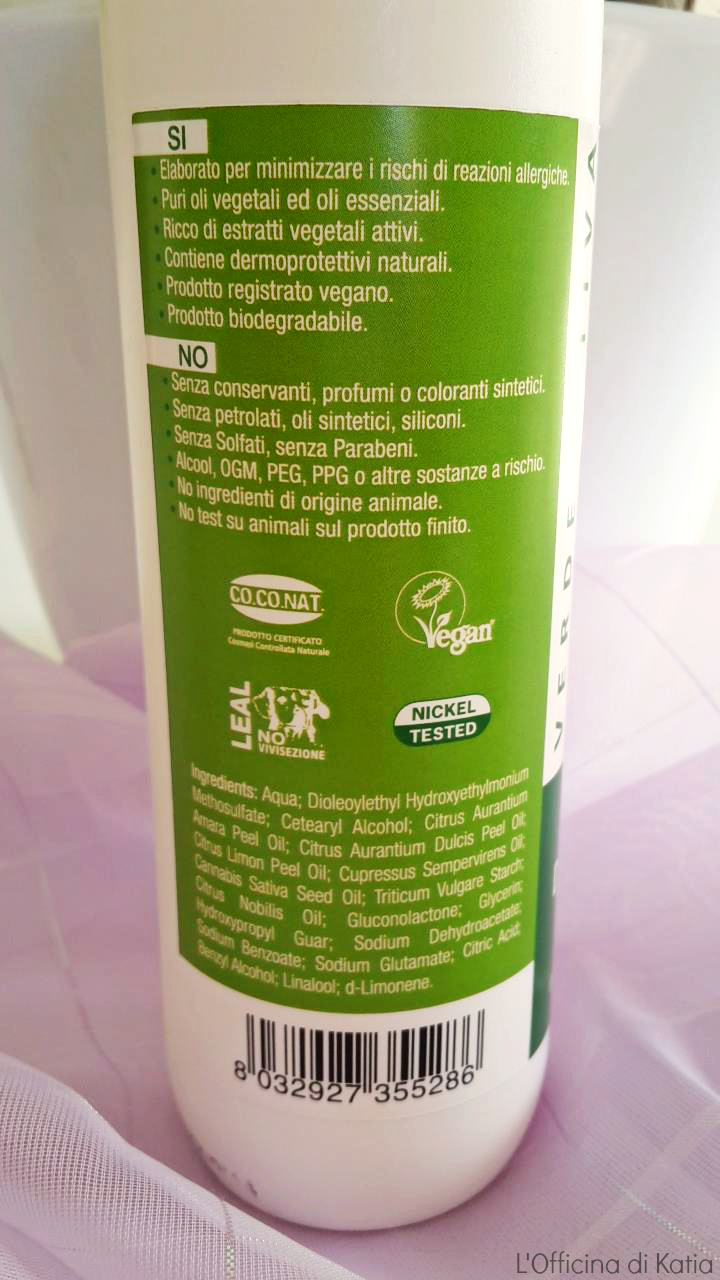 SI
• Elaborato per minimizzare i rischi di reazioni allergiche.
• Puri oli vegetali ed oli essenziali.
• Ricco di estratti vegetali attivi.
• Contiene dermoprotettivi naturali.
• Prodotto registrato vegano.
• Prodotto biodegradabile.
NO
• Senza conservanti, profumi o coloranti sintetici.
• Senza petrolati, oli sintetici, siliconi.
• Senza Solfati, senza Parabeni.
• Alcool, OGM, PEG, PPG o altre sostanze a rischio.
• No ingredienti di origine animale.
• No test su animali sul prodotto finito.
CO.CO.NAT.
PRODOTTO CERTIFICATO
Cosmesi Controllata Naturale
Vegan
LEAL
NO
VIVISEZIONE
NICKEL
TESTED
Ingredients: Aqua; Dioleoylethyl Hydroxyethylmonium
Methosulfate; Cetearyl Alcohol; Citrus Aurantium
Amara Peel Oil; Citrus Aurantium Dulcis Peel Oil;
Citrus Limon Peel Oil; Cupressus Sempervirens Oil;
Cannabis Sativa Seed Oil; Triticum Vulgare Starch;
Citrus Nobilis Oil; Gluconolactone; Glycerin;
Hydroxypropyl Guar; Sodium Dehydroacetate;
Sodium Benzoate; Sodium Glutamate; Citric Acid;
Benzyl Alcohol; Linalool; d-Limonene.
8 032927 355286
VERDE
L'Officina di Katia